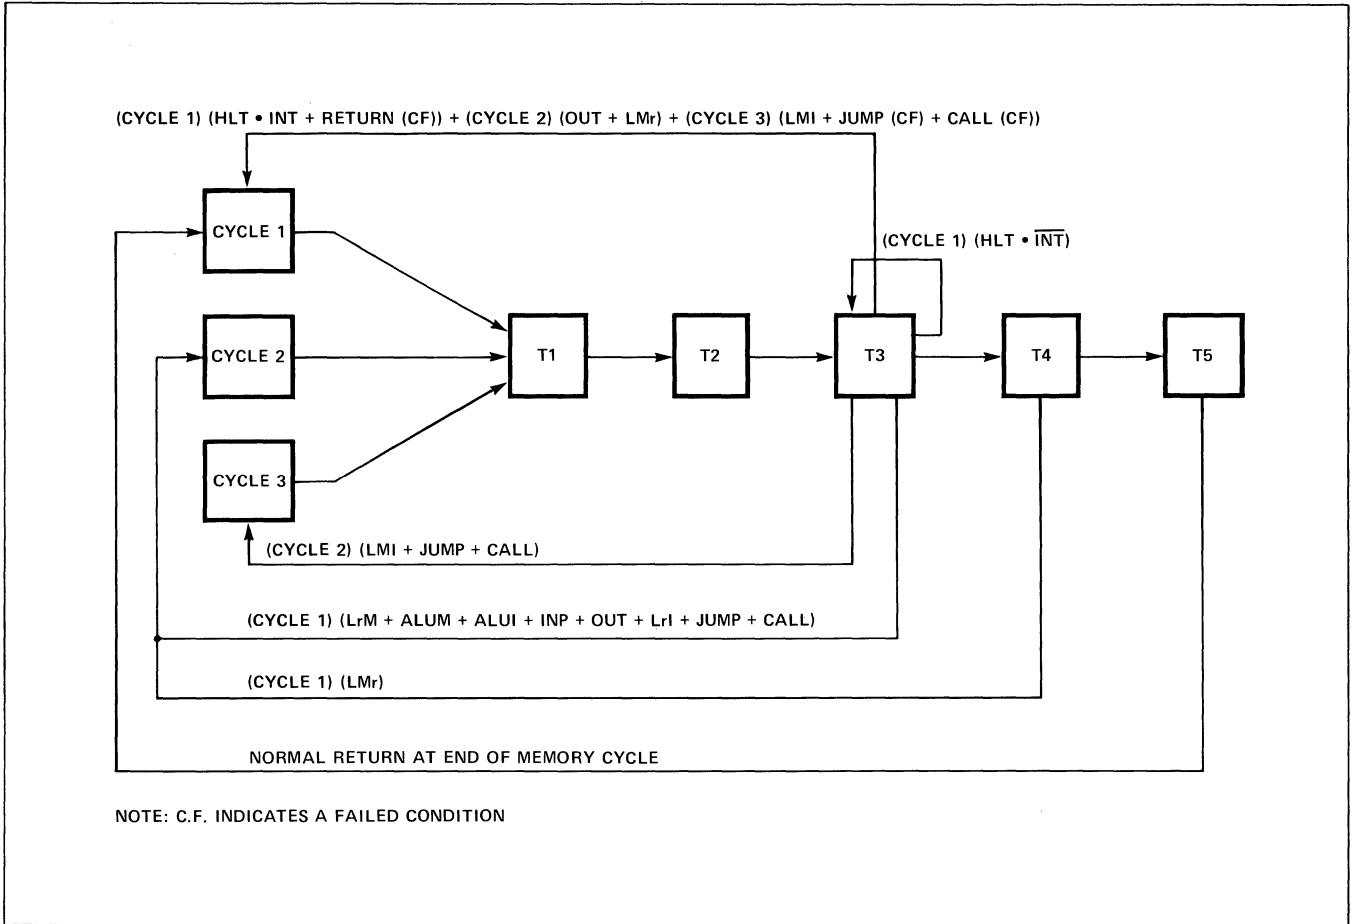 (CYCLE 1) (HLT • INT + RETURN (CF)) + (CYCLE 2) (OUT + LMr) + (CYCLE 3) (LMI + JUMP (CF) + CALL (CF))
CYCLE 1
(CYCLE 1) (HLT • I̅N̅T̅)
CYCLE 2
T1
T2
T3
T4
T5
CYCLE 3
(CYCLE 2) (LMI + JUMP + CALL)
(CYCLE 1) (LrM + ALUM + ALUI + INP + OUT + LrI + JUMP + CALL)
(CYCLE 1) (LMr)
NORMAL RETURN AT END OF MEMORY CYCLE
NOTE: C.F. INDICATES A FAILED CONDITION